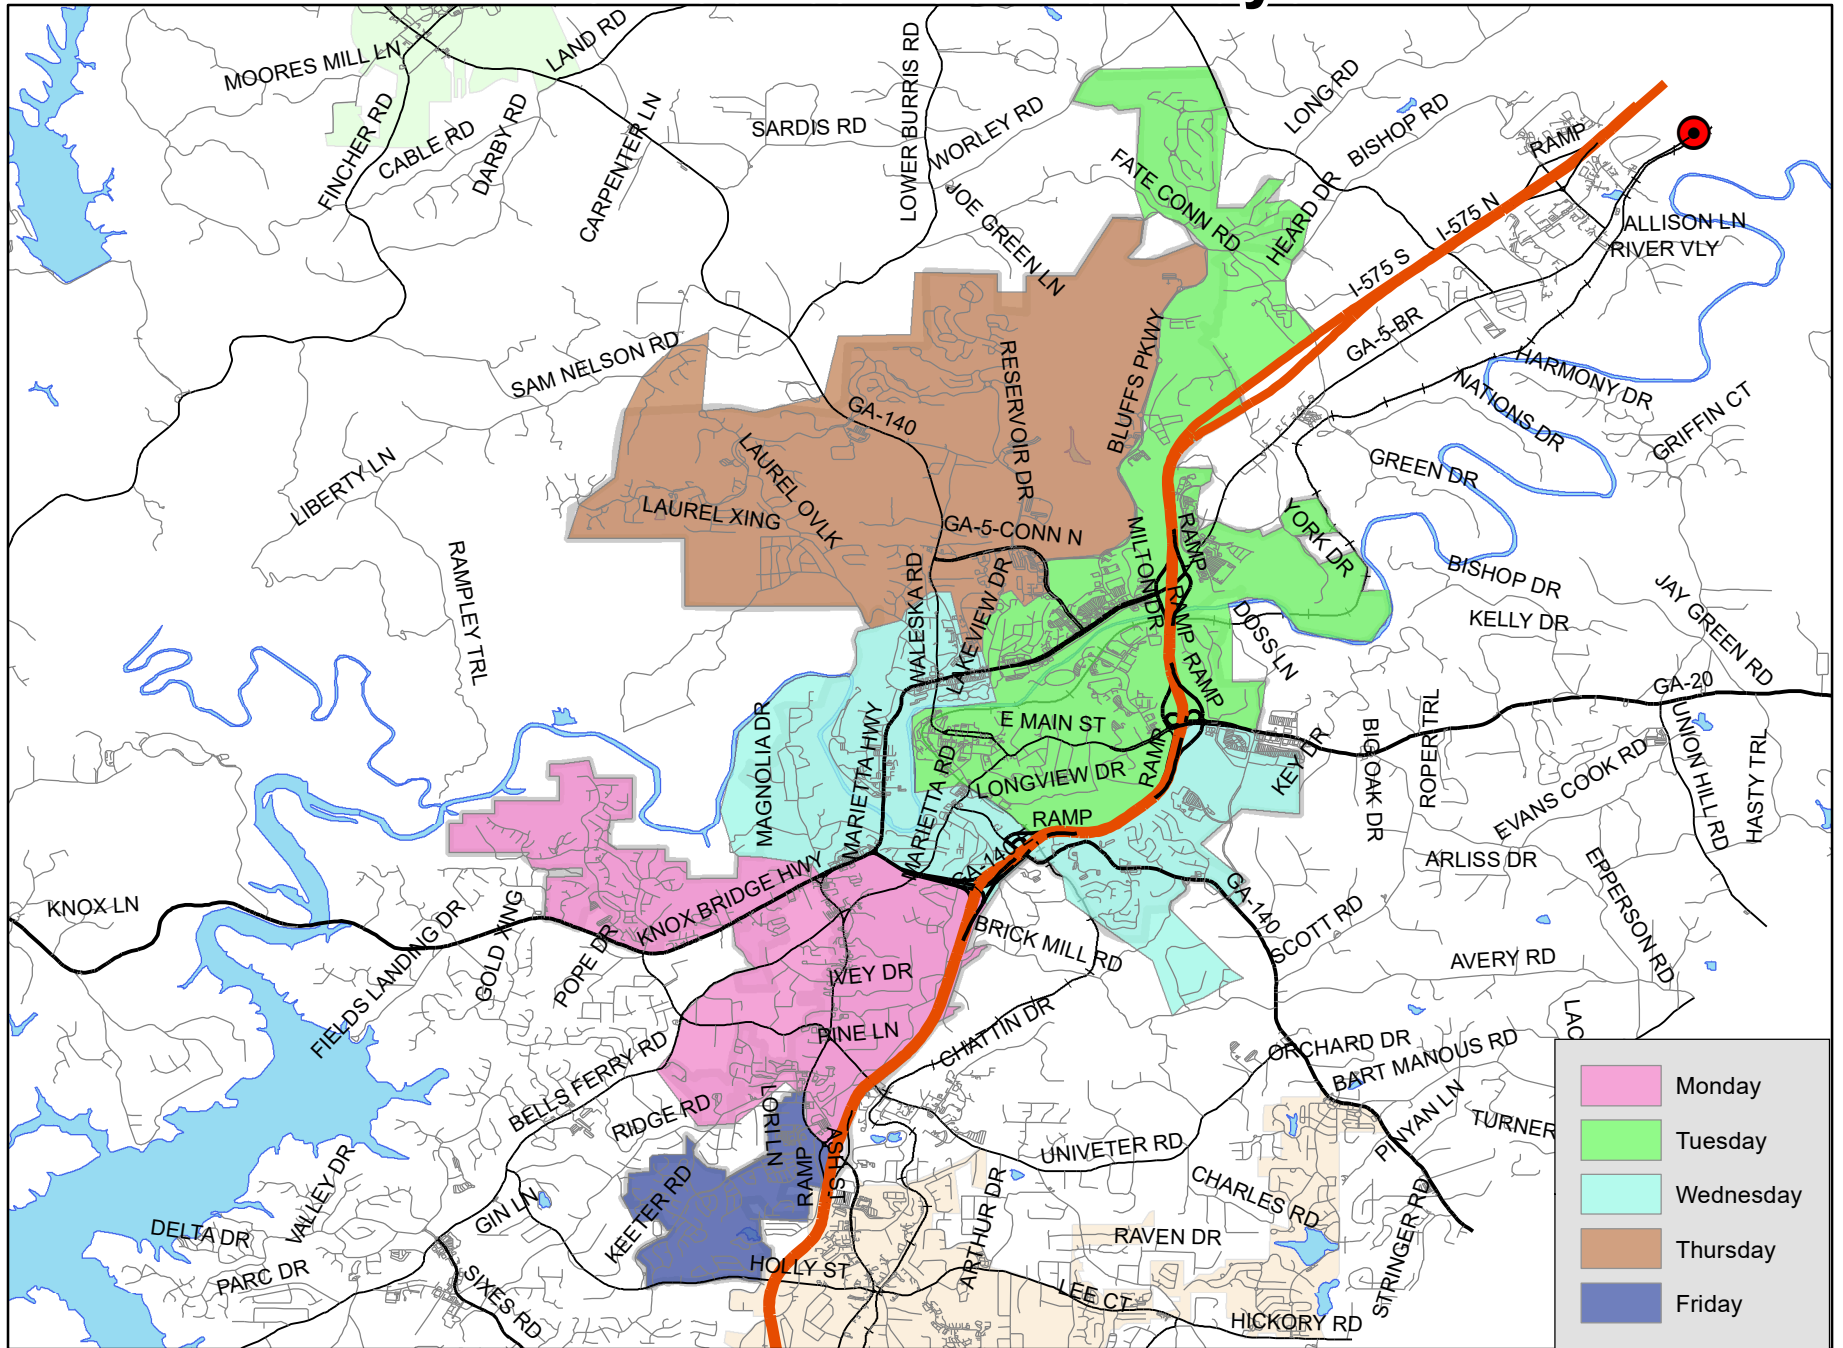 MOORES MILL LN
LAND RD
FINCHER RD
CABLE RD
DARBY RD
CARPENTER LN
SARDIS RD
LOWER BURRIS RD
WORLEY RD
JOE GREEN LN
FATE CONN RD
HEARD DR
LONG RD
BISHOP RD
RAMP
I-575 N
I-575 S
ALLISON LN
RIVER VLY
GA-5-BR
HARMONY DR
NATIONS DR
GRIFFIN CT
GREEN DR
SAM NELSON RD
LIBERTY LN
GA-140
RESERVOIR DR
BLUFFS PKWY
LAUREL OVLK
LAUREL XING
GA-5-CONN N
MILTON DR
RAMP
YORK DR
BISHOP DR
KELLY DR
JAY GREEN RD
RAMPLEY TRL
WALESKA RD
LAKEVIEW DR
RAMP
RAMP
DOSS LN
GA-20
E MAIN ST
LONGVIEW DR
RAMP
RAMP
MAGNOLIA DR
MARIETTA HWY
MARIETTA RD
KEY DR
BIG OAK DR
ROPER TRL
EVANS COOK RD
UNION HILL RD
HASTY TRL
ARLISS DR
EPPERSON RD
KNOX LN
KNOX BRIDGE HWY
GA-140
GA-140
FIELDS LANDING DR
GOLD XING
POPE DR
BRICK MILL RD
SCOTT RD
AVERY RD
IVEY DR
PINE LN
CHATTIN DR
ORCHARD DR
BART MANOUS RD
LAC
BELLS FERRY RD
RIDGE RD
LORI LN
RAMP
ASH ST
UNIVETER RD
PINYAN LN
TURNER
CHARLES RD
STRINGER RD
RAVEN DR
ARTHUR DR
KEETER RD
GIN LN
VALLEY DR
DELTA DR
PARC DR
SIXES RD
HOLLY ST
LEE CT
HICKORY RD
Monday
Tuesday
Wednesday
Thursday
Friday